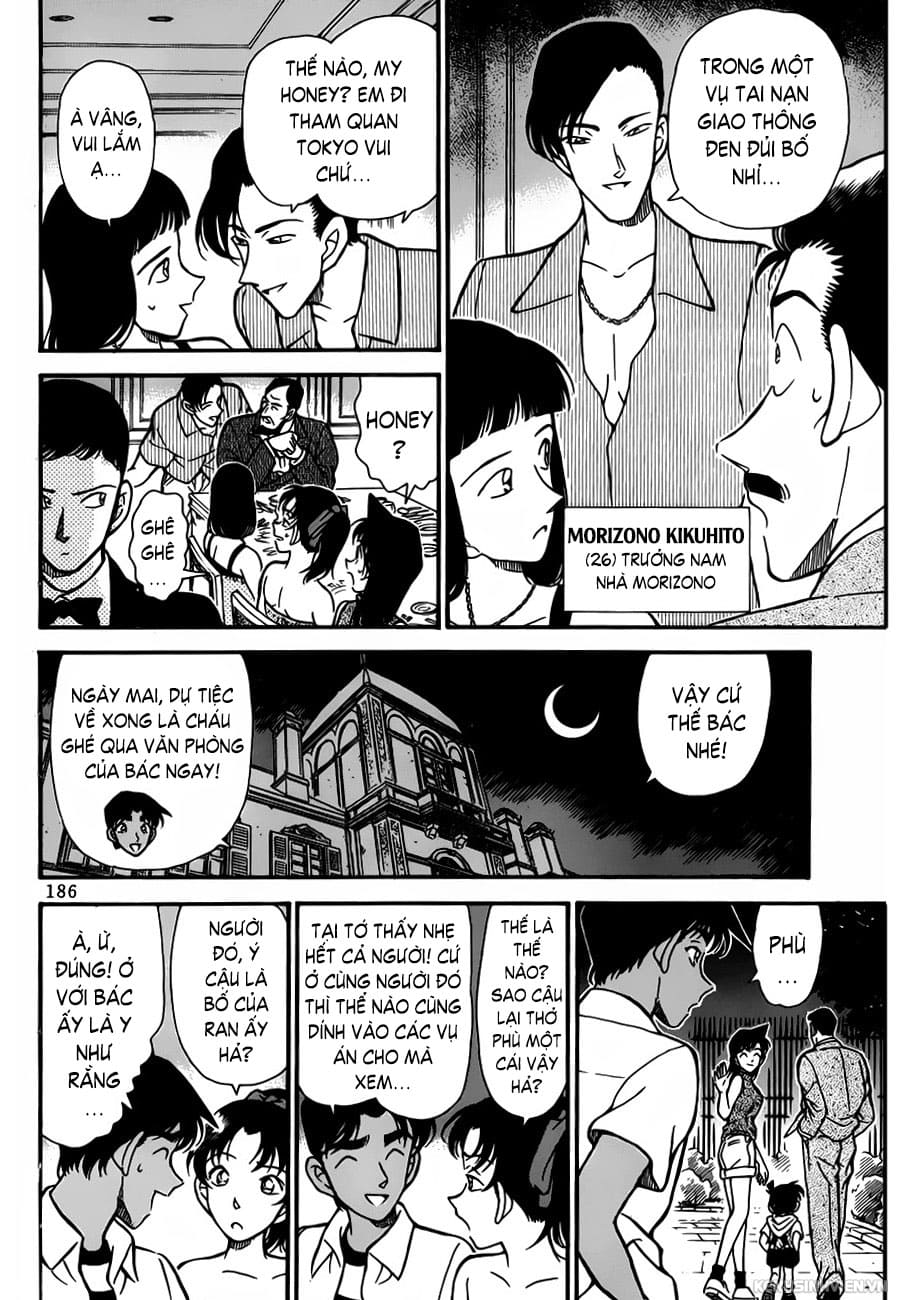 TRONG MỘT
VỤ TAI NẠN
GIAO THÔNG
ĐEN ĐỦI BỐ
NHỈ...
MORIZONO KIKUHITO
(26) TRƯỞNG NAM
NHÀ MORIZONO
THẾ NÀO, MY
HONEY? EM ĐI
THAM QUAN
TOKYO VUI
CHỨ...
À VÂNG,
VUI LẮM
Ạ...
HONEY
?
GHÊ
GHÊ...
VẬY CỨ
THẾ BÁC
NHÉ!
NGÀY MAI, DỰ TIỆC
VỀ XONG LÀ CHÁU
GHÉ QUA VĂN PHÒNG
CỦA BÁC NGAY!
186
PHÙ
...
THẾ LÀ
THẾ
NÀO?
SAO CẬU
LẠI THỞ
PHÙ MỘT
CÁI VẬY
HẢ?
TẠI TỚ THẤY NHẸ
HẾT CẢ NGƯỜI! CỨ
Ở CÙNG NGƯỜI ĐÓ
THÌ THẾ NÀO CŨNG
DÍNH VÀO CÁC VỤ
ÁN CHO MÀ
XEM...
NGƯỜI
ĐÓ, Ý
CẬU LÀ
BỐ CỦA
RAN ẤY
HẢ?
À, Ừ,
ĐÚNG! Ở
VỚI BÁC
ẤY LÀ Y
NHƯ
RẰNG
...